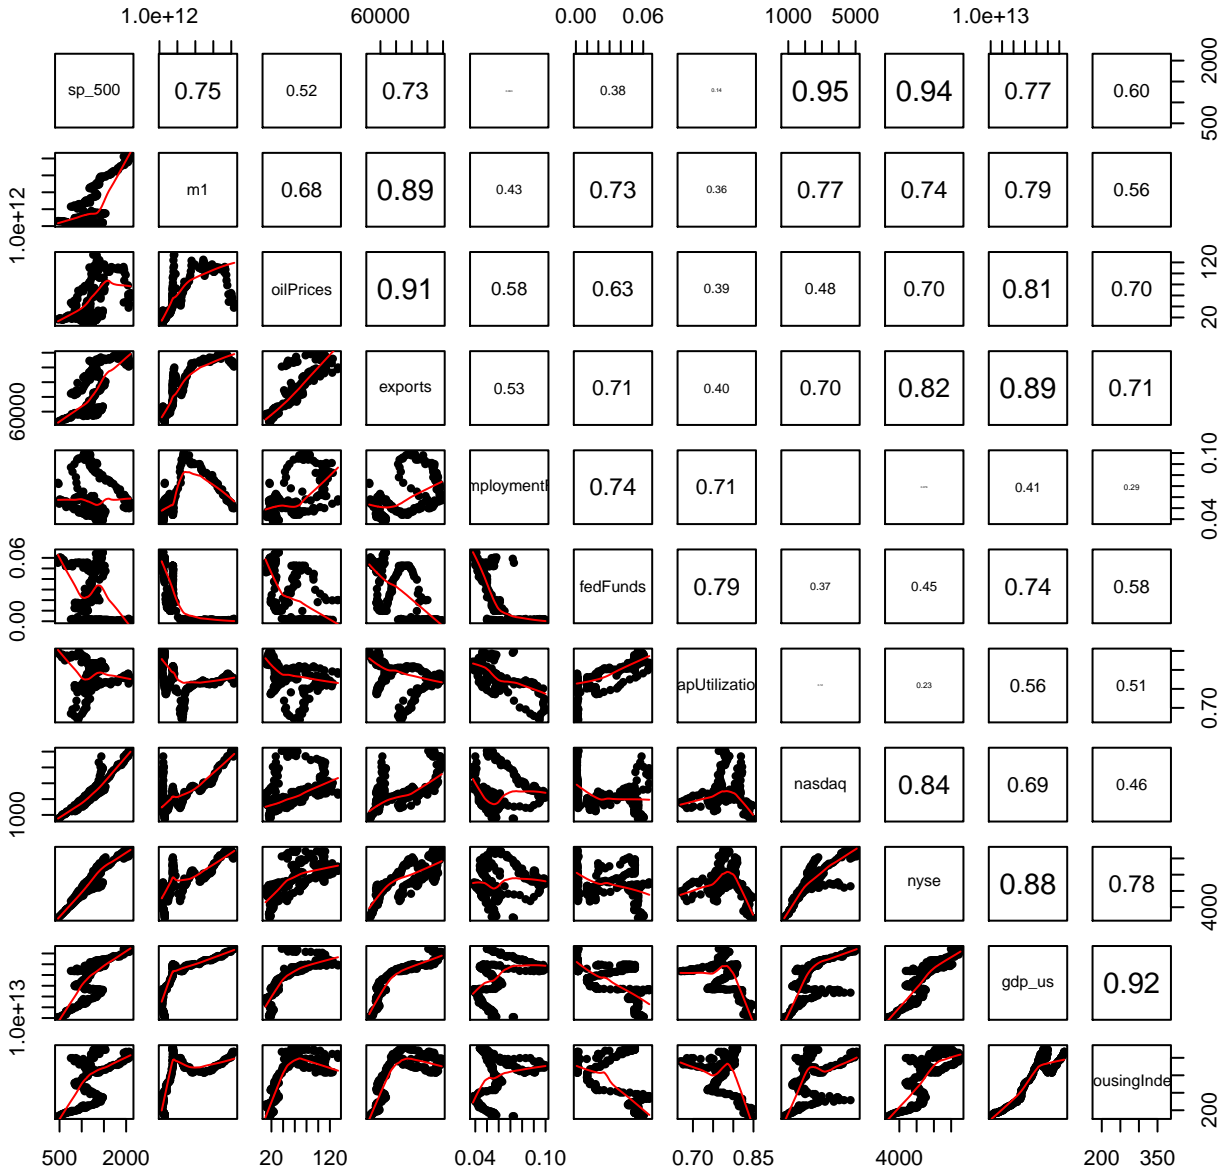 1.0e+12 60000 0.00 0.06 1000 5000 1.0e+13
sp_500 0.75 0.52 0.73 0.38 0.14 0.95 0.94 0.77 0.60 500 2000
1.0e+12 m1 0.68 0.89 0.43 0.73 0.36 0.77 0.74 0.79 0.56
oilPrices 0.91 0.58 0.63 0.39 0.48 0.70 0.81 0.70 20 120
60000 exports 0.53 0.71 0.40 0.70 0.82 0.89 0.71
mploymentF 0.74 0.71 0.41 0.29 0.04 0.10
0.00 0.06 fedFunds 0.79 0.37 0.45 0.74 0.58
apUtilizatio 0.23 0.56 0.51 0.70
1000 nasdaq 0.84 0.69 0.46
nyse 0.88 0.78 4000
1.0e+13 gdp_us 0.92
ousingInde 200
500 2000 20 120 0.04 0.10 0.70 0.85 4000 200 350